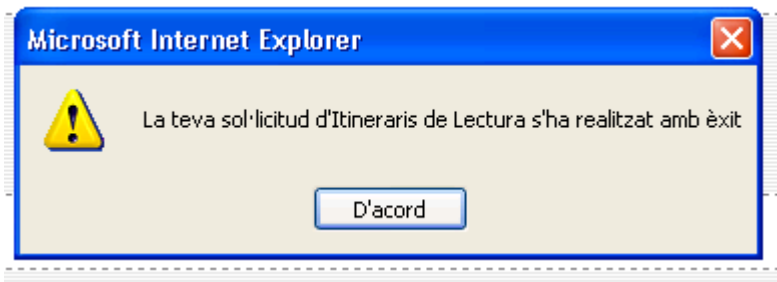 Microsoft Internet Explorer
La teva sol·licitud d'Itineraris de Lectura s'ha realitzat amb èxit
D'acord